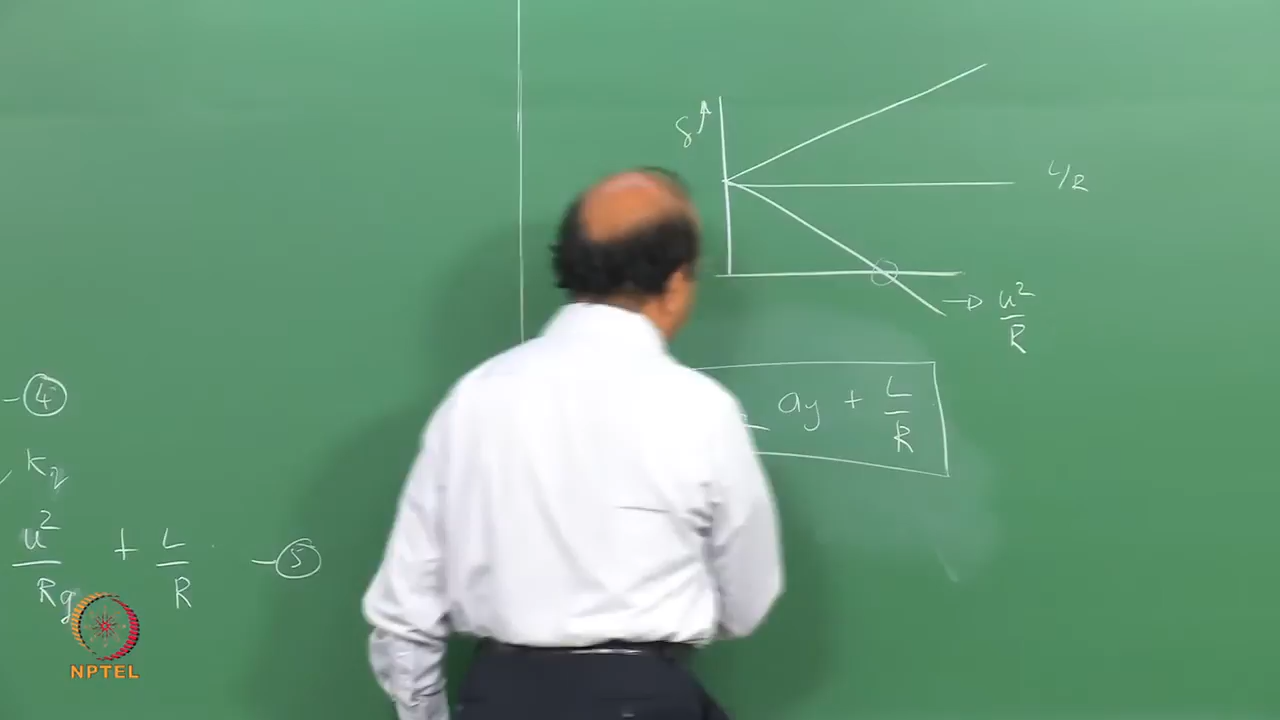 δ
L/R
u²/R
ay + L/R
- ④
, K₂
u²/Rg + L/R - ⑤
NPTEL